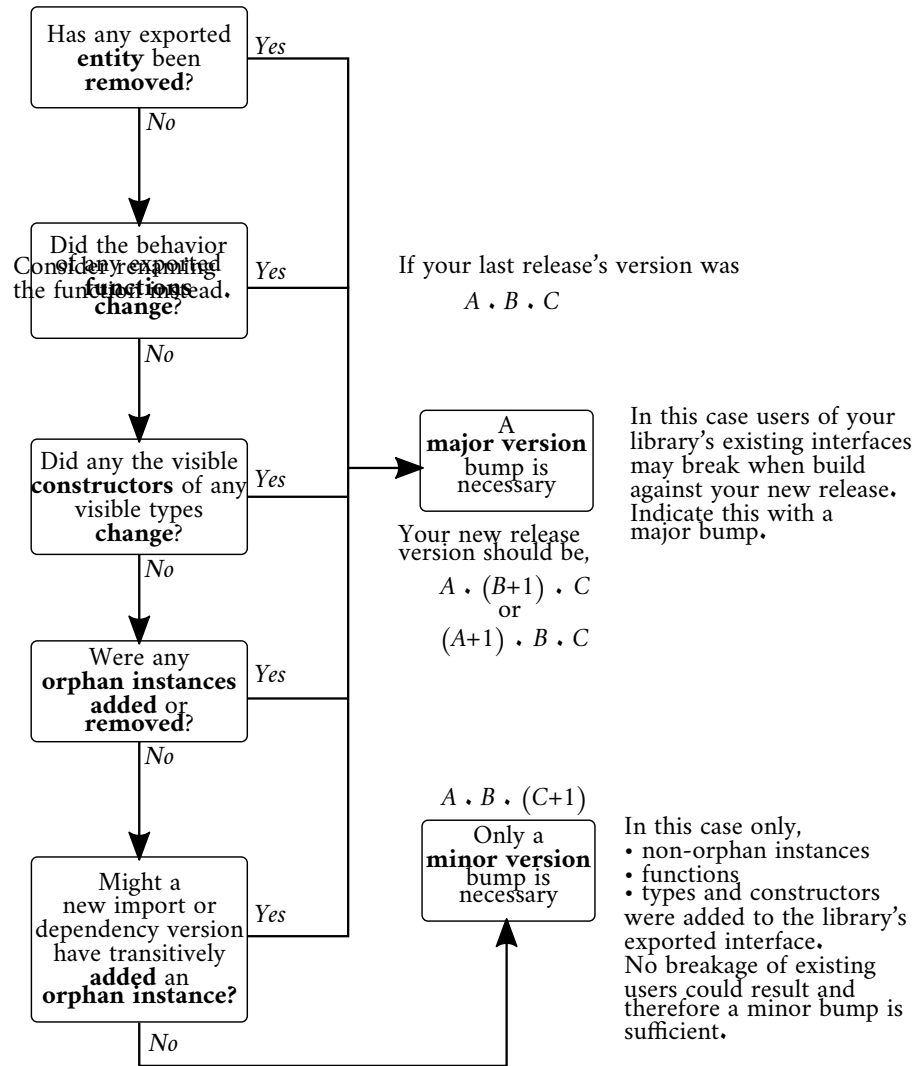 Has any exported
entity been
removed?
Yes
No
Did the behavior
of any exported
functions
change?
Consider renaming
the function instead.
Yes
No
If your last release's version was
A . B . C
Did any the visible
constructors of any
visible types
change?
Yes
No
A
major version
bump is
necessary
In this case users of your
library's existing interfaces
may break when build
against your new release.
Indicate this with a
major bump.
Your new release
version should be,
A . (B+1) . C
or
(A+1) . B . C
Were any
orphan instances
added or
removed?
Yes
No
A . B . (C+1)
Only a
minor version
bump is
necessary
In this case only,
• non-orphan instances
• functions
• types and constructors
were added to the library's
exported interface.
No breakage of existing
users could result and
therefore a minor bump is
sufficient.
Might a
new import or
dependency version
have transitively
added an
orphan instance?
Yes
No